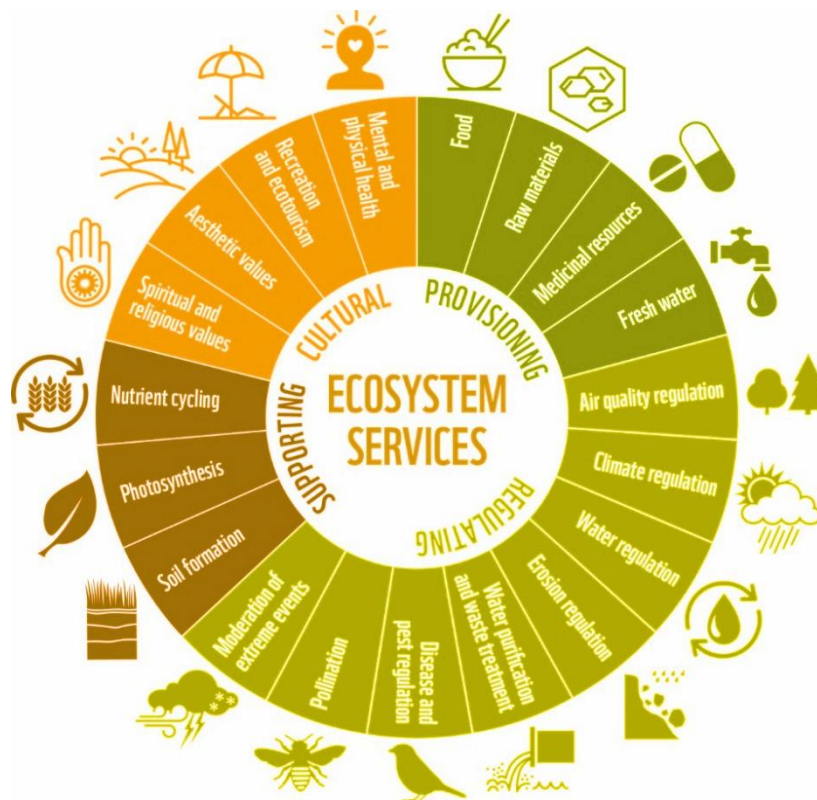 ECOSYSTEM
SERVICES
PROVISIONING
Food
Raw materials
Medicinal resources
Fresh water
REGULATING
Air quality regulation
Climate regulation
Water regulation
Erosion regulation
Water purification
and waste treatment
Disease and
pest regulation
Pollination
Moderation of
extreme events
SUPPORTING
Soil formation
Photosynthesis
Nutrient cycling
CULTURAL
Spiritual and
religious values
Aesthetic values
Recreation
and ecotourism
Mental and
physical health